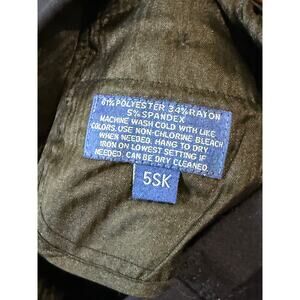 61% POLYESTER 34% RAYON
5% SPANDEX
MACHINE WASH COLD WITH LIKE
COLORS. USE NON-CHLORINE BLEACH
WHEN NEEDED. HANG TO DRY.
IRON ON LOWEST SETTING IF
NEEDED. CAN BE DRY CLEANED
5SK